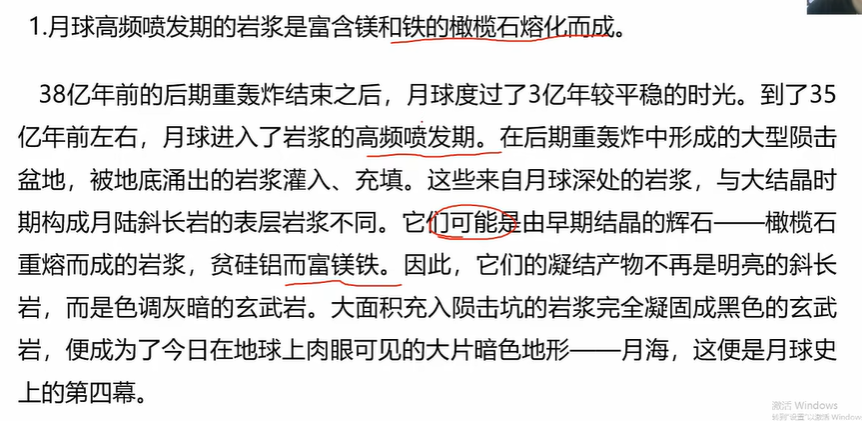 1.月球高频喷发期的岩浆是富含镁和铁的橄榄石熔化而成。
38亿年前的后期重轰炸结束之后，月球度过了3亿年较平稳的时光。到了35
亿年前左右，月球进入了岩浆的高频喷发期。在后期重轰炸中形成的大型陨击
盆地，被地底涌出的岩浆灌入、充填。这些来自月球深处的岩浆，与大结晶时
期构成月陆斜长岩的表层岩浆不同。它们可能是由早期结晶的辉石——橄榄石
重熔而成的岩浆，贫硅铝而富镁铁。因此，它们的凝结产物不再是明亮的斜长
岩，而是色调灰暗的玄武岩。大面积充入陨击坑的岩浆完全凝固成黑色的玄武
岩，便成为了今日在地球上肉眼可见的大片暗色地形——月海，这便是月球史
上的第四幕。
激活 Windows
转到"设置"以激活 Windows